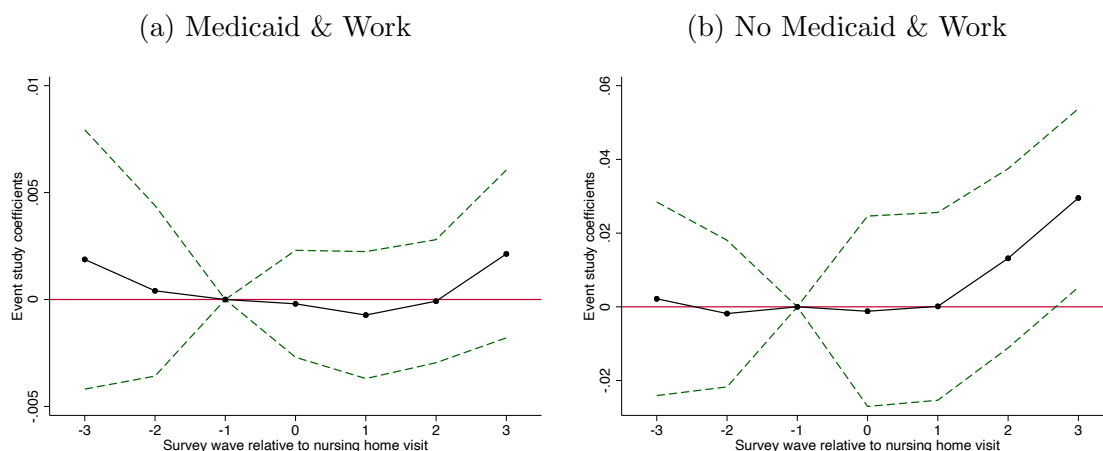 (a) Medicaid & Work
.01
.005
0
-.005
Event study coefficients
-3 -2 -1 0 1 2 3
Survey wave relative to nursing home visit
(b) No Medicaid & Work
.06
.04
.02
0
-.02
Event study coefficients
-3 -2 -1 0 1 2 3
Survey wave relative to nursing home visit